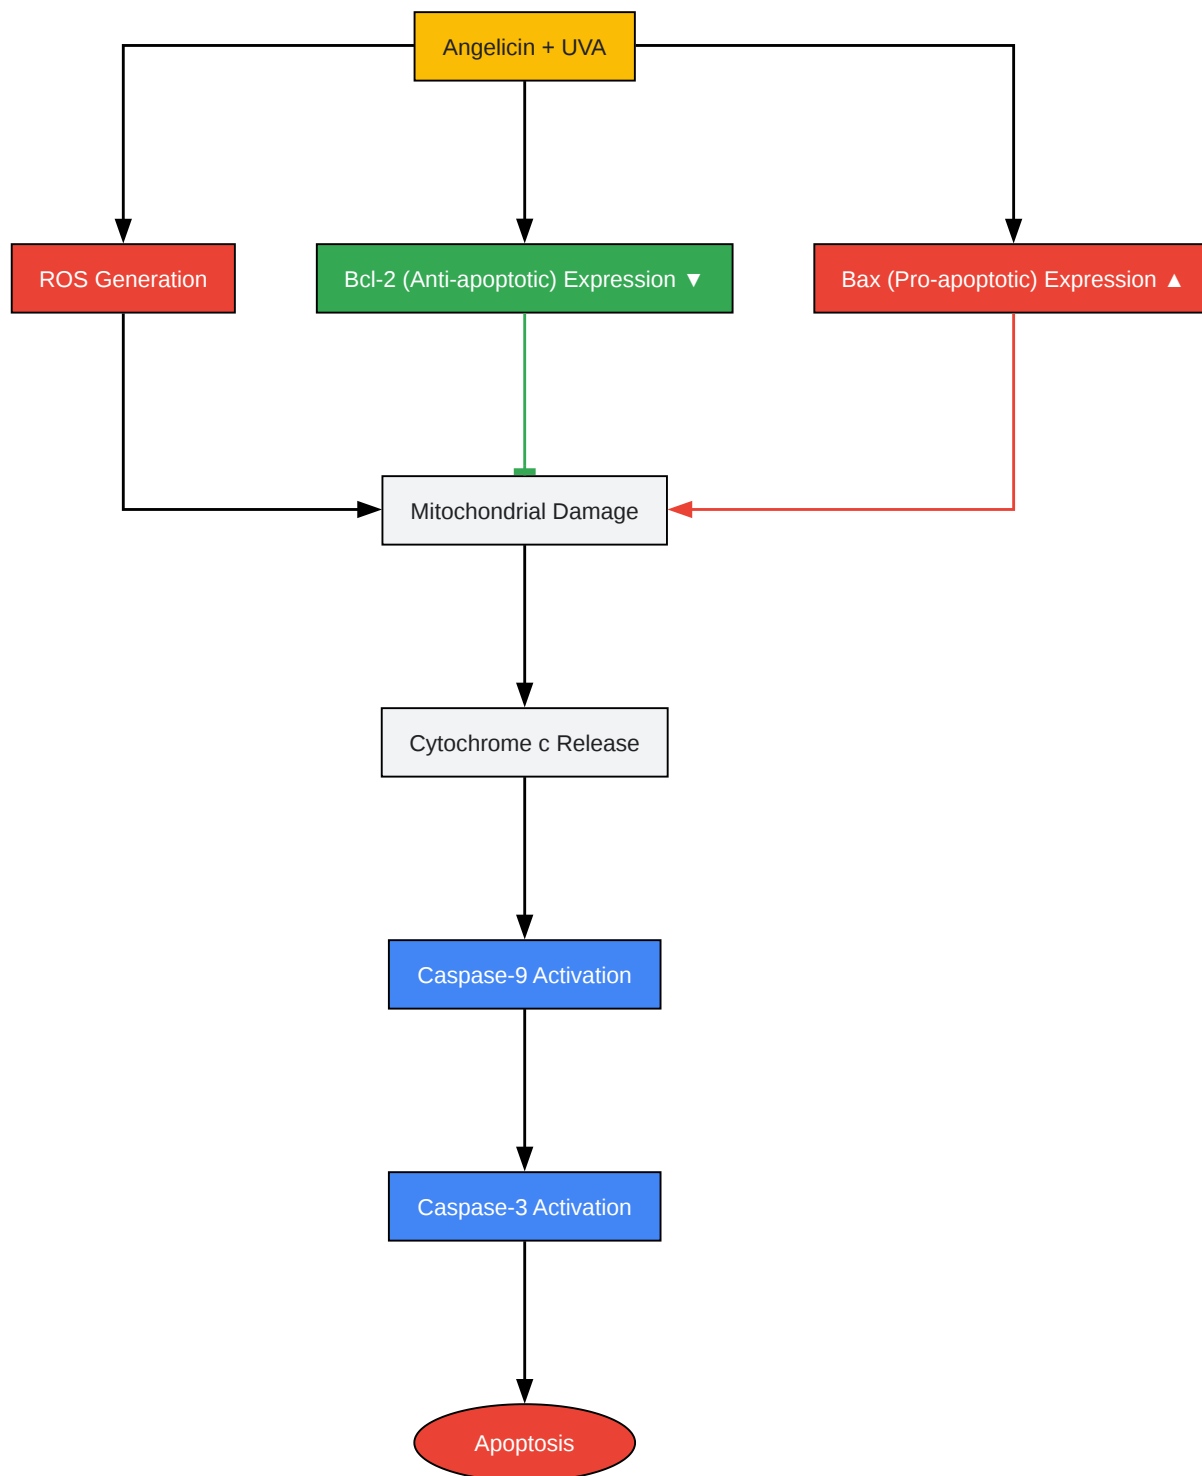 Angelicin + UVA
ROS Generation
Bcl-2 (Anti-apoptotic) Expression ▼
Bax (Pro-apoptotic) Expression ▲
Mitochondrial Damage
Cytochrome c Release
Caspase-9 Activation
Caspase-3 Activation
Apoptosis